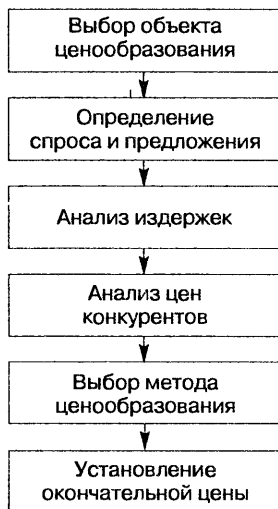 Выбор объекта
ценообразования
Определение
спроса и предложения
Анализ издержек
Анализ цен
конкурентов
Выбор метода
ценообразования
Установление
окончательной цены